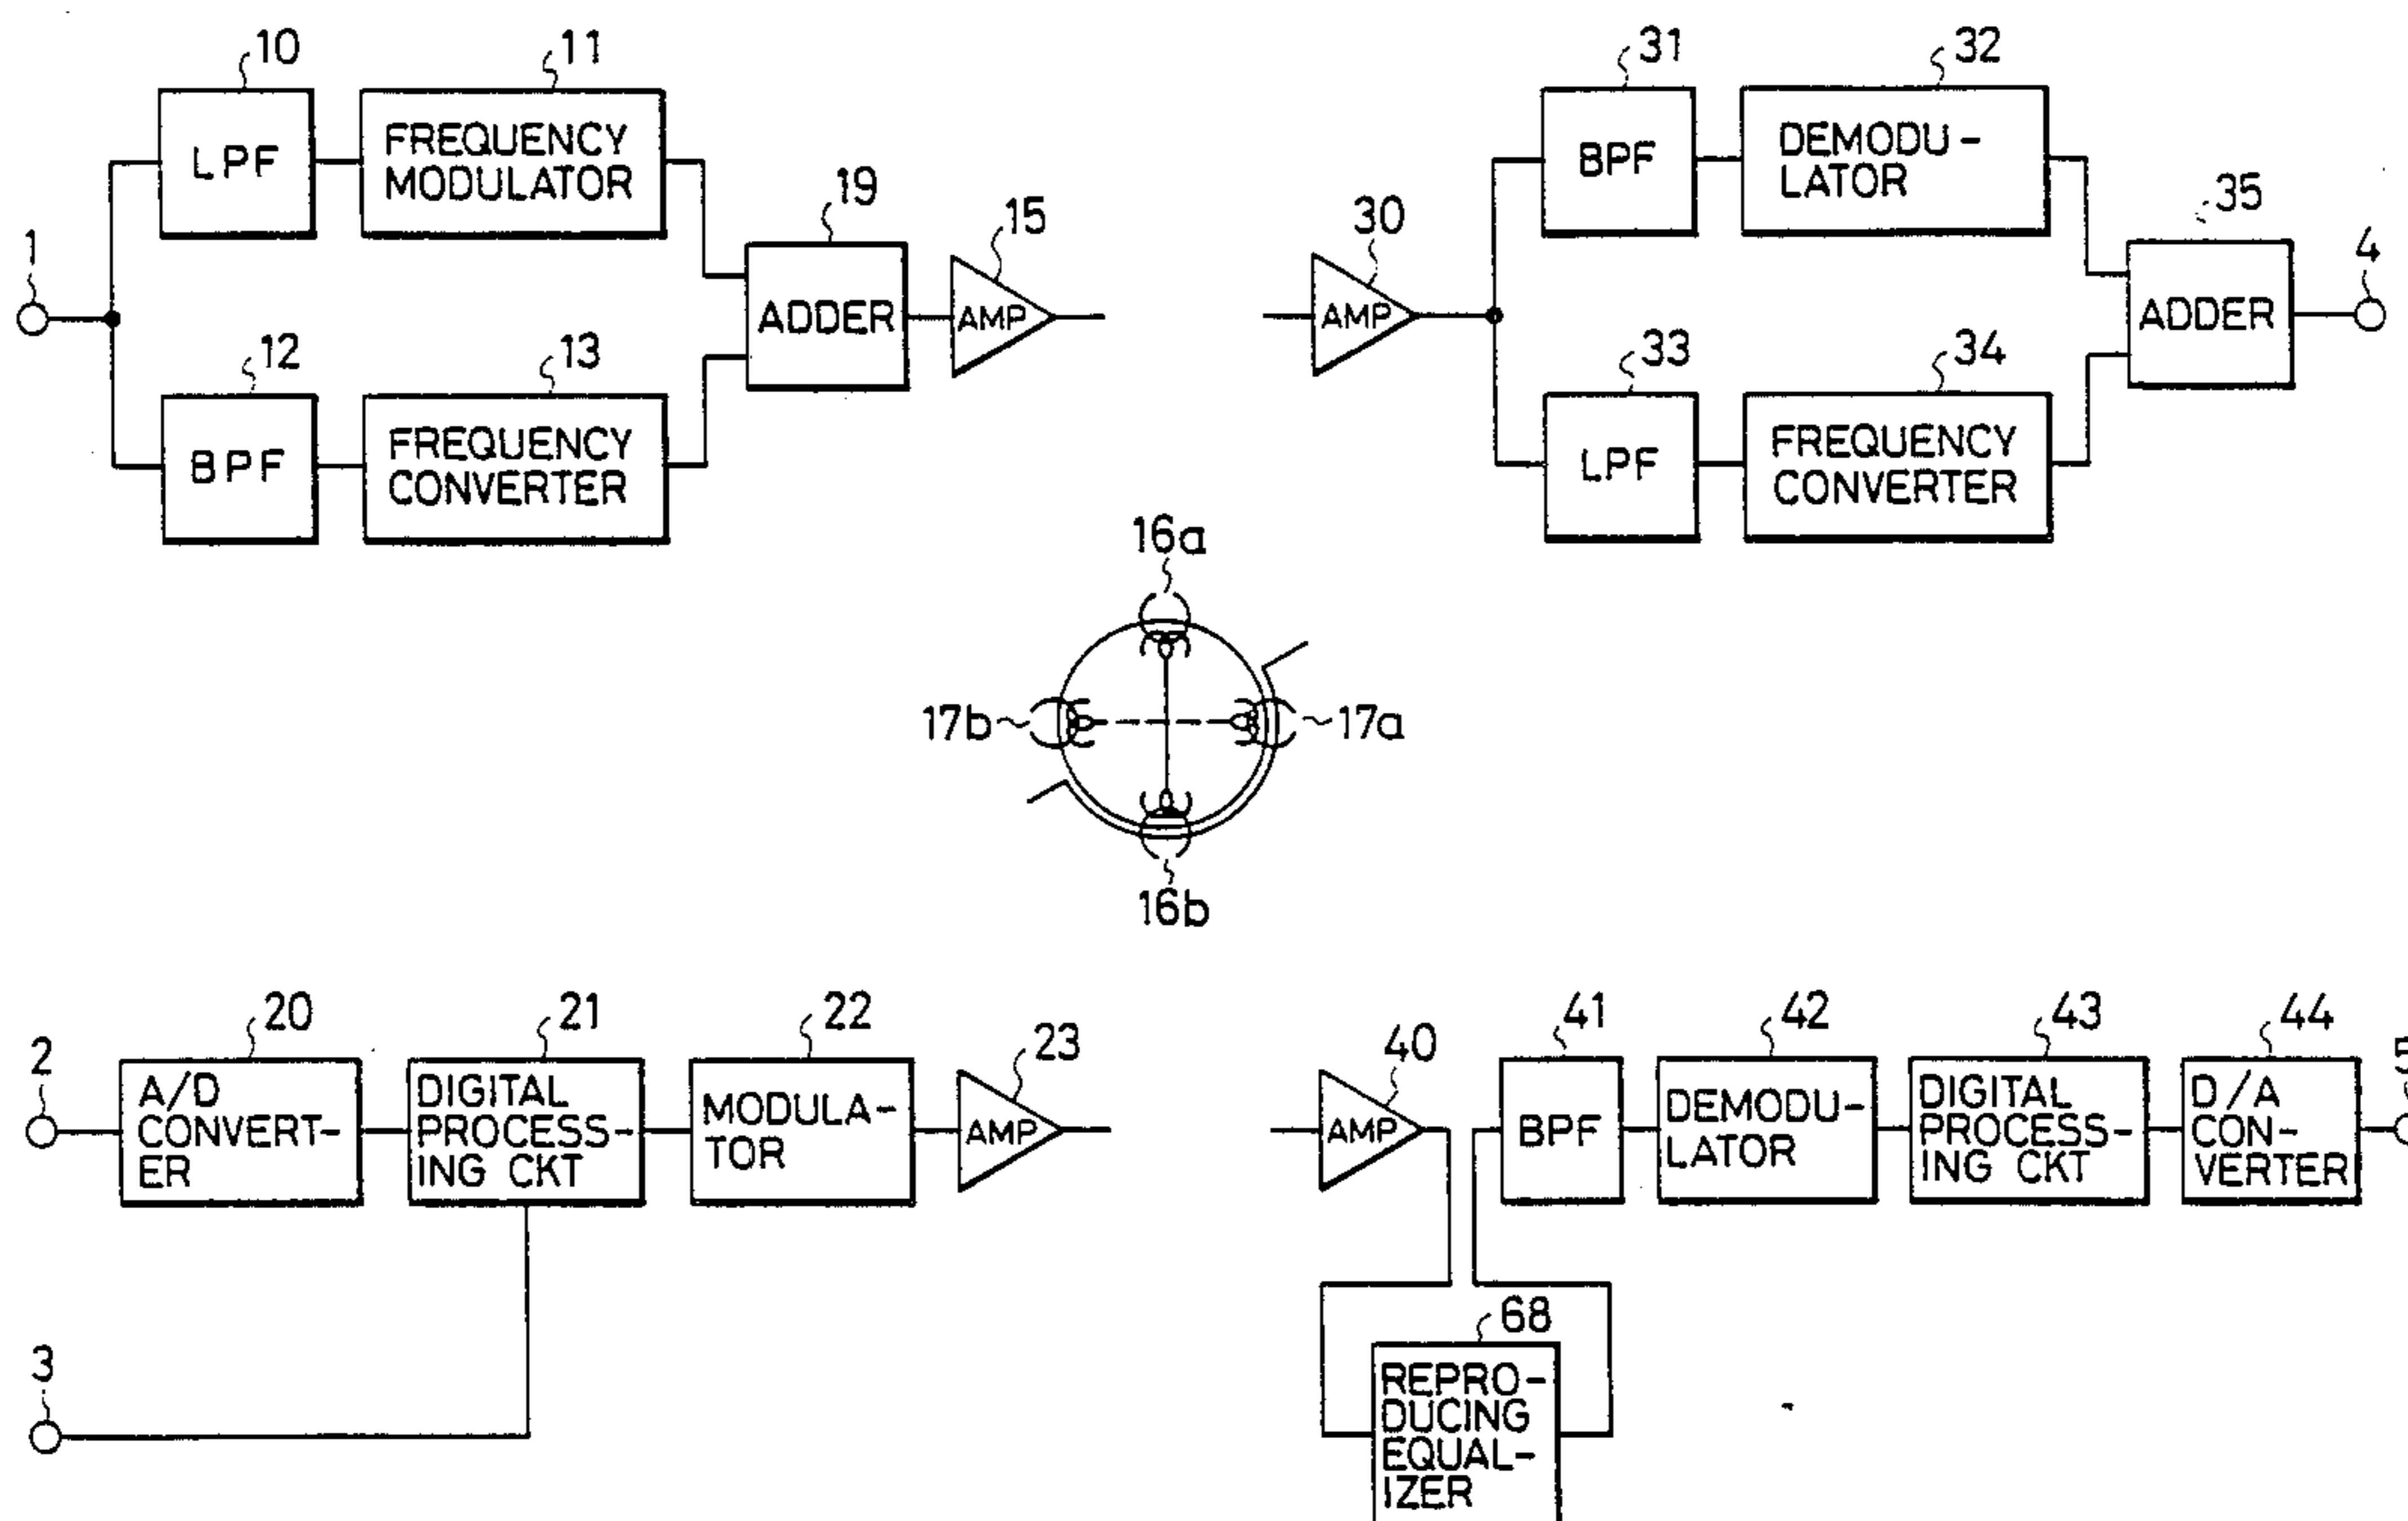 10
11
LPF
FREQUENCY
MODULATOR
1
12
13
BPF
FREQUENCY
CONVERTER
19
ADDER
15
AMP
30
AMP
31
32
BPF
DEMODU-
LATOR
33
34
LPF
FREQUENCY
CONVERTER
35
ADDER
4
16a
17b
17a
16b
2
20
A/D
CONVERT-
ER
21
DIGITAL
PROCESS-
ING CKT
22
MODULA-
TOR
23
AMP
3
40
AMP
41
BPF
42
DEMODU-
LATOR
43
DIGITAL
PROCESS-
ING CKT
44
D/A
CON-
VERTER
5
68
REPRO-
DUCING
EQUAL-
IZER